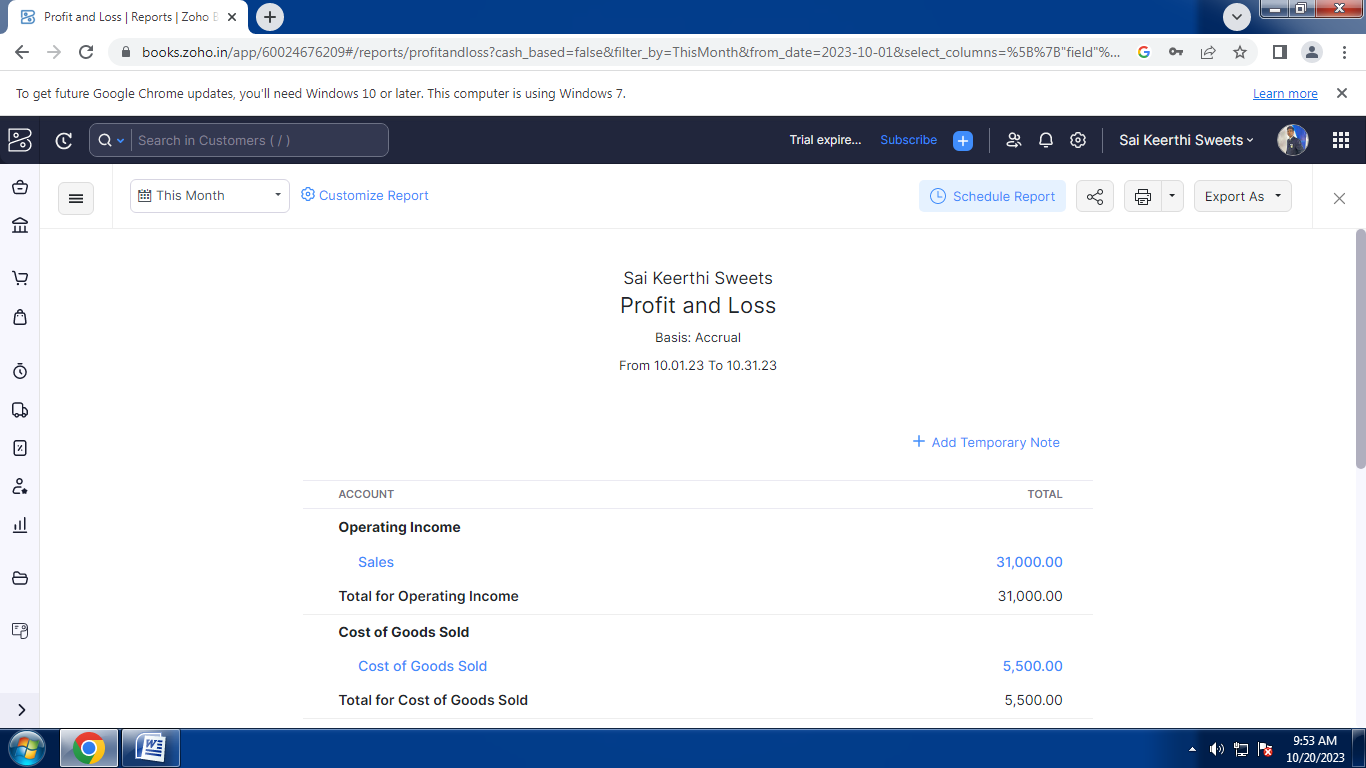 Profit and Loss | Reports | Zoho B
books.zoho.in/app/60024676209#/reports/profitandloss?cash_based=false&filter_by=ThisMonth&from_date=2023-10-01&select_columns=%5B%7B"field"%...
To get future Google Chrome updates, you'll need Windows 10 or later. This computer is using Windows 7.
Learn more
Search in Customers ( / )
Trial expire...
Subscribe
Sai Keerthi Sweets
This Month
Customize Report
Schedule Report
Export As
Sai Keerthi Sweets
Profit and Loss
Basis: Accrual
From 10.01.23 To 10.31.23
Add Temporary Note
ACCOUNT TOTAL
Operating Income
Sales 31,000.00
Total for Operating Income 31,000.00
Cost of Goods Sold
Cost of Goods Sold 5,500.00
Total for Cost of Goods Sold 5,500.00
9:53 AM
10/20/2023